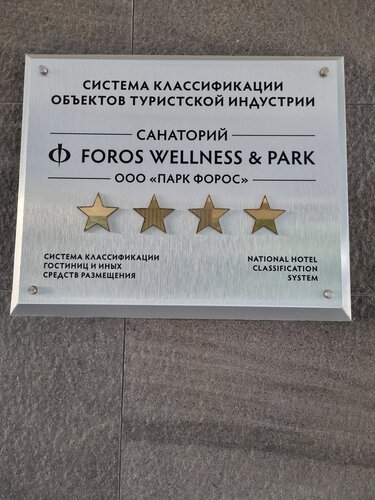 СИСТЕМА КЛАССИФИКАЦИИ
ОБЪЕКТОВ ТУРИСТСКОЙ ИНДУСТРИИ
САНАТОРИЙ
Ф FOROS WELLNESS & PARK
ООО «ПАРК ФОРОС»
СИСТЕМА КЛАССИФИКАЦИИ
ГОСТИНИЦ И ИНЫХ
СРЕДСТВ РАЗМЕЩЕНИЯ
NATIONAL HOTEL
CLASSIFICATION
SYSTEM